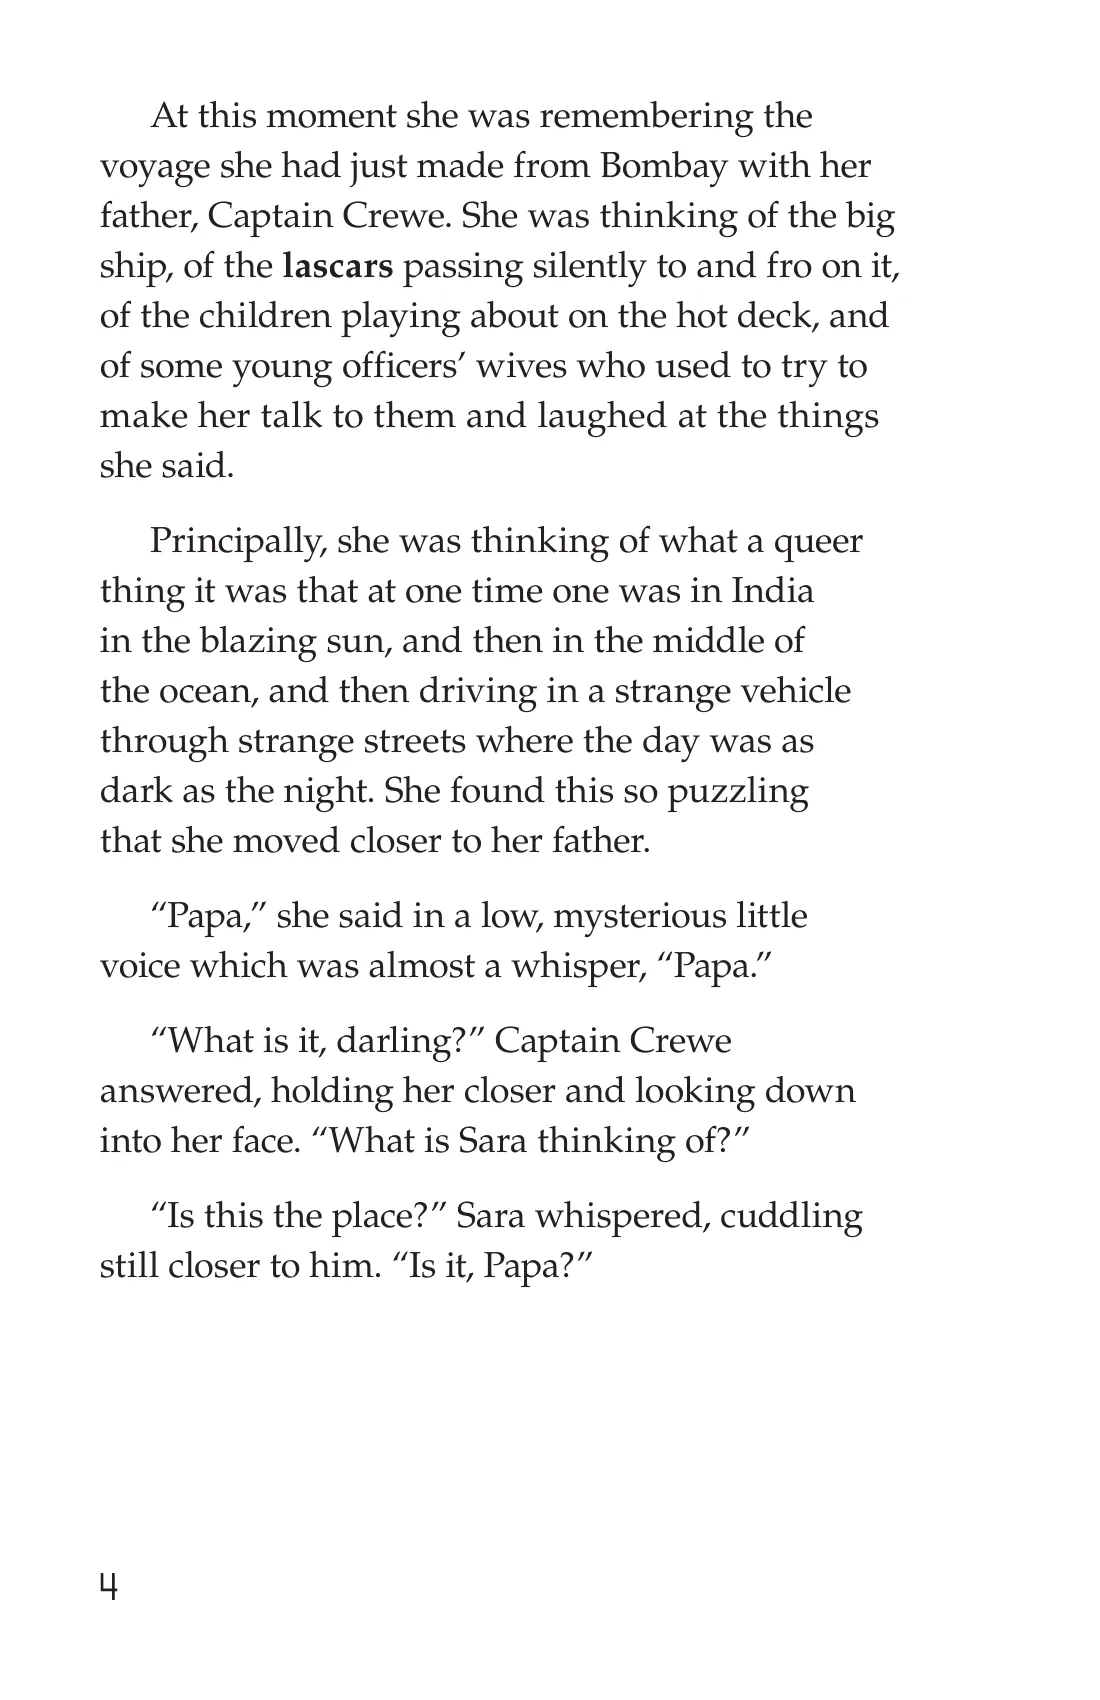 At this moment she was remembering the
voyage she had just made from Bombay with her
father, Captain Crewe. She was thinking of the big
ship, of the lascars passing silently to and fro on it,
of the children playing about on the hot deck, and
of some young officers’ wives who used to try to
make her talk to them and laughed at the things
she said.
Principally, she was thinking of what a queer
thing it was that at one time one was in India
in the blazing sun, and then in the middle of
the ocean, and then driving in a strange vehicle
through strange streets where the day was as
dark as the night. She found this so puzzling
that she moved closer to her father.
“Papa,” she said in a low, mysterious little
voice which was almost a whisper, “Papa.”
“What is it, darling?” Captain Crewe
answered, holding her closer and looking down
into her face. “What is Sara thinking of?”
“Is this the place?” Sara whispered, cuddling
still closer to him. “Is it, Papa?”
4